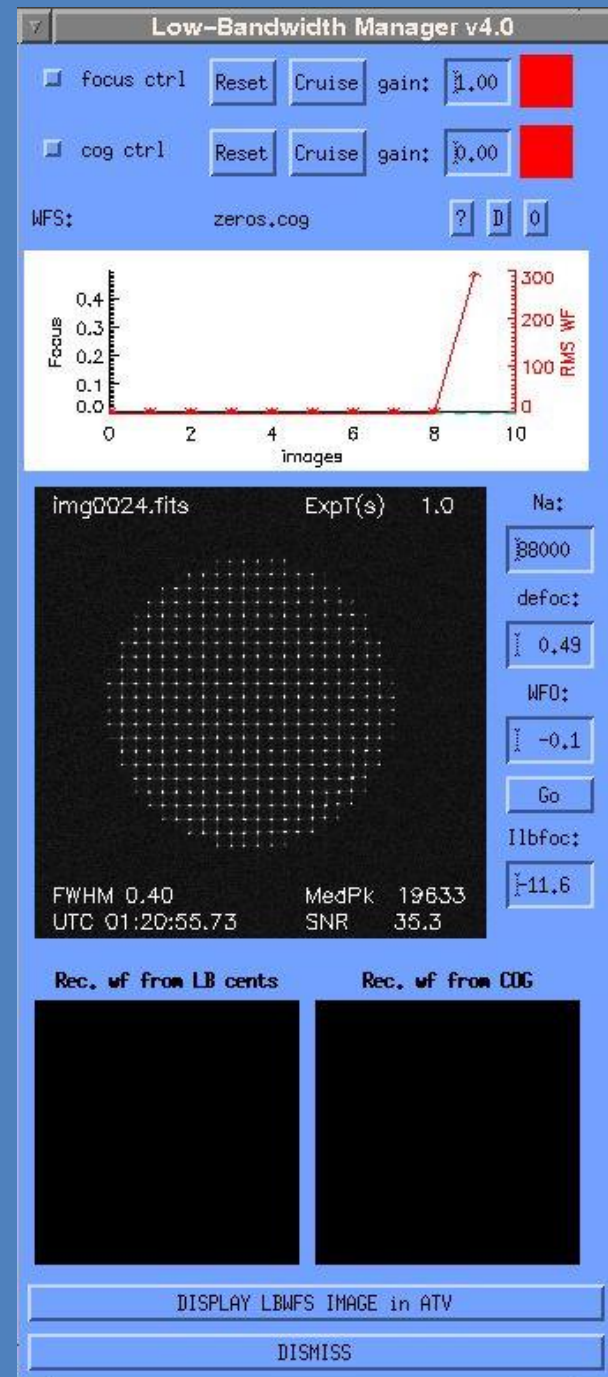 Low-Bandwidth Manager v4.0
focus ctrl Reset Cruise gain: 1.00
cog ctrl Reset Cruise gain: 0.00
WFS: zeros.cog ? D O
0.4
0.3
0.2
0.1
0.0
Focus
300
200
100
0
RMS WF
0 2 4 6 8 10
images
img0024.fits ExpT(s) 1.0
FWHM 0.40 MedPk 19633
UTC 01:20:55.73 SNR 35.3
Na:
88000
defoc:
0.49
WFO:
-0.1
Go
Ilbfoc:
-11.6
Rec. wf from LB cents Rec. wf from COG
DISPLAY LBWFS IMAGE in ATV
DISMISS